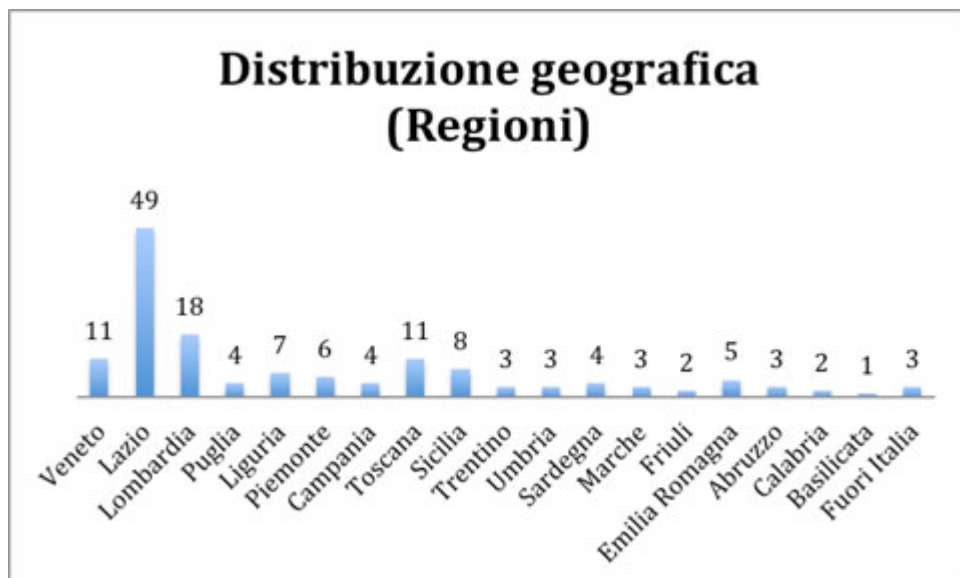 Distribuzione geografica
(Regioni)
11
49
18
4
7
6
4
11
8
3
3
4
3
2
5
3
2
1
3
Veneto
Lazio
Lombardia
Puglia
Liguria
Piemonte
Campania
Toscana
Sicilia
Trentino
Umbria
Sardegna
Marche
Friuli
Emilia Romagna
Abruzzo
Calabria
Basilicata
Fuori Italia